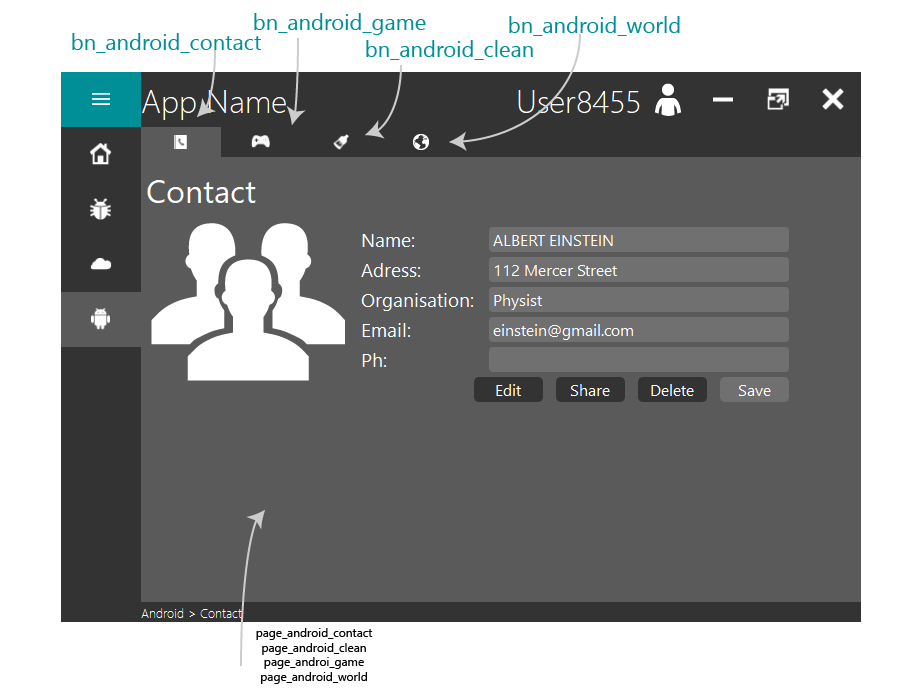 bn_android_game
bn_android_world
bn_android_contact
bn_android_clean
App Name
User8455
Contact
Name: ALBERT EINSTEIN
Adress: 112 Mercer Street
Organisation: Physist
Email: einstein@gmail.com
Ph:
Edit Share Delete Save
Android > Contact
page_android_contact
page_android_clean
page_androi_game
page_android_world